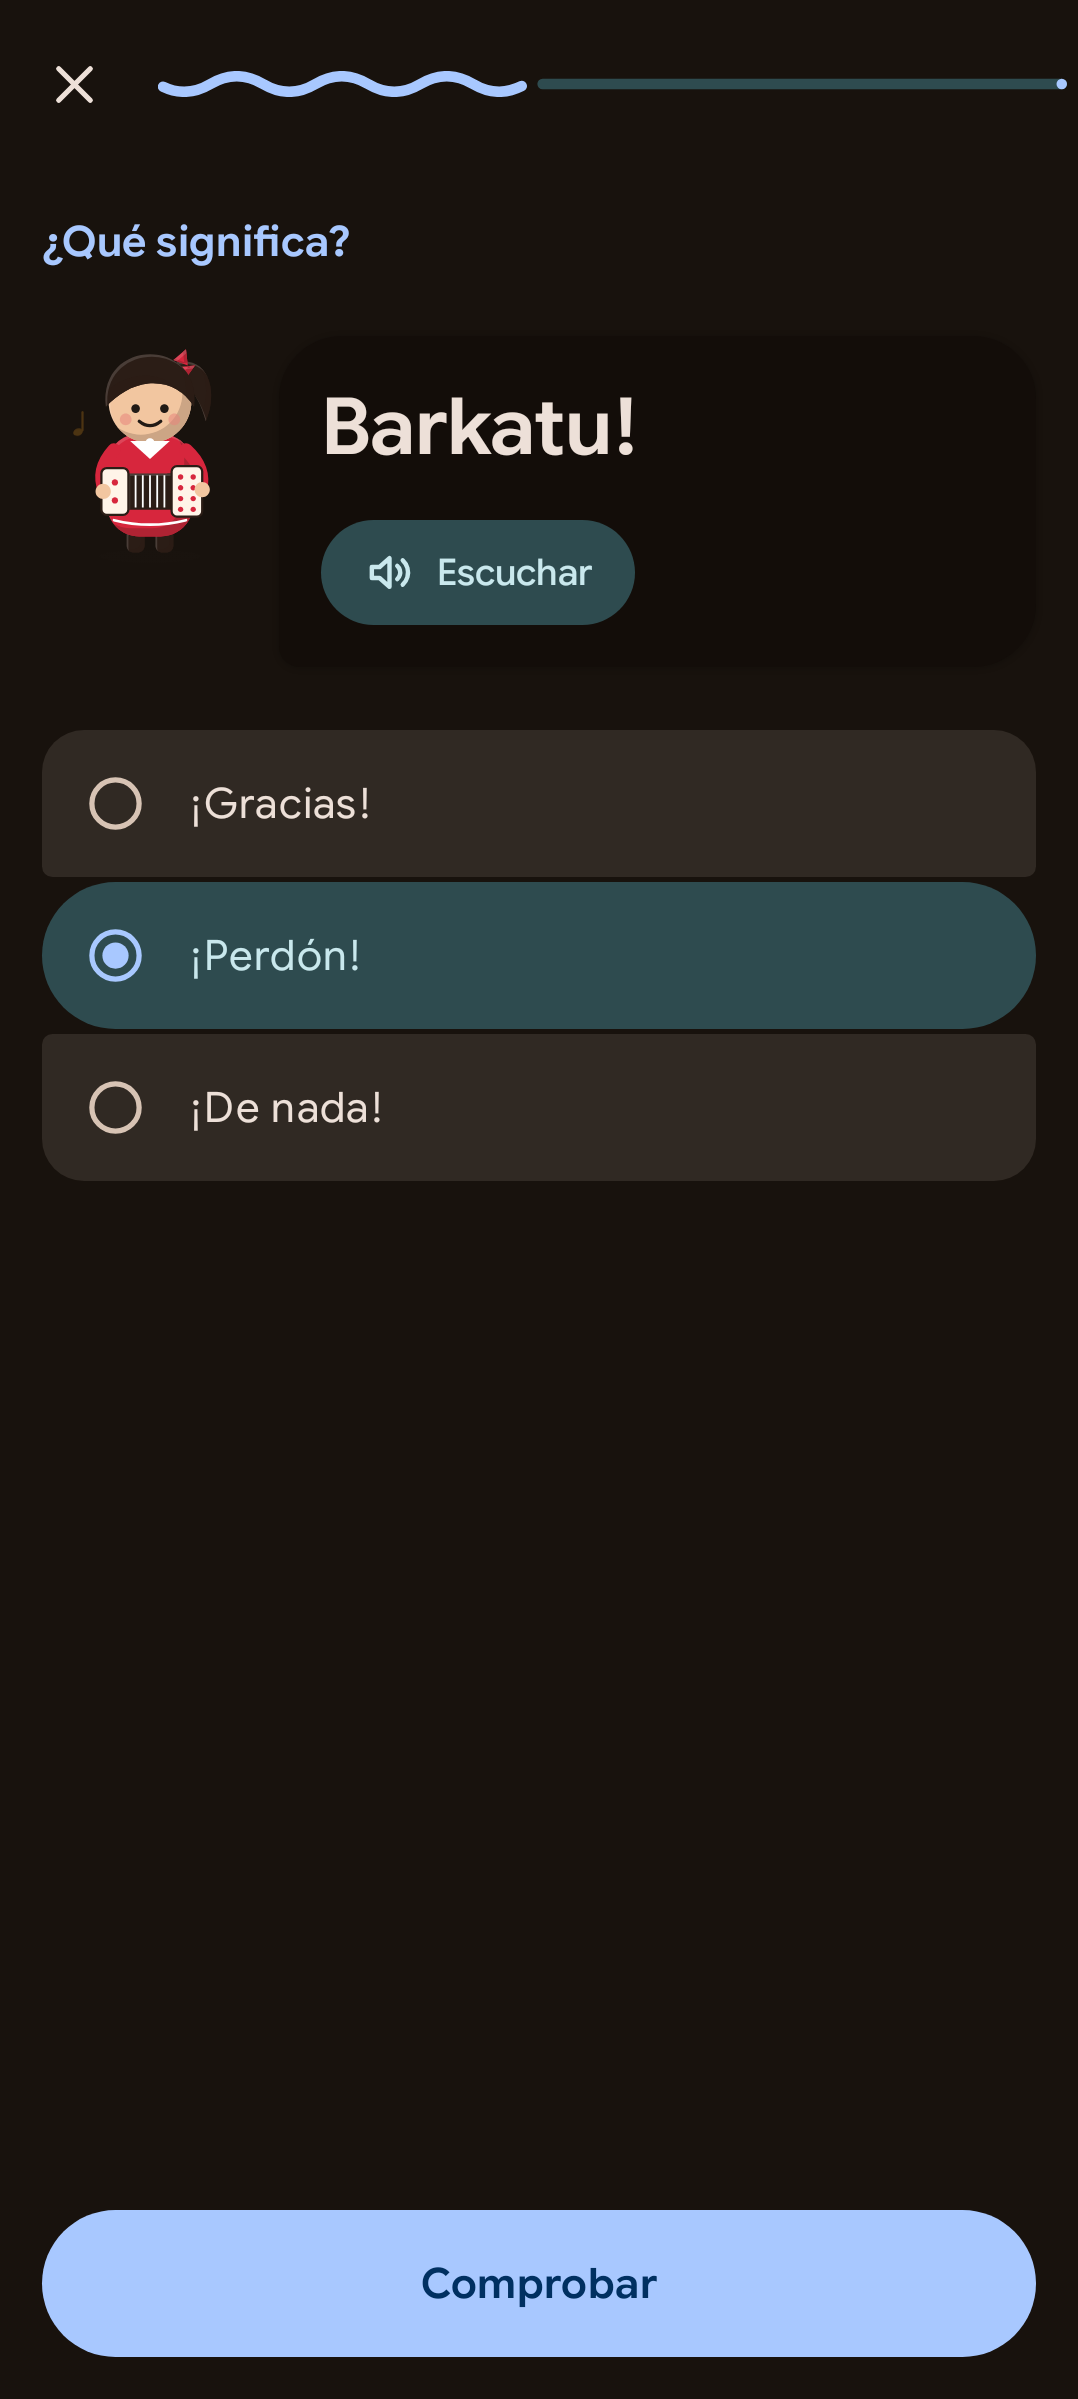 ¿Qué significa?
Barkatu!
Escuchar
¡Gracias!
¡Perdón!
¡De nada!
Comprobar